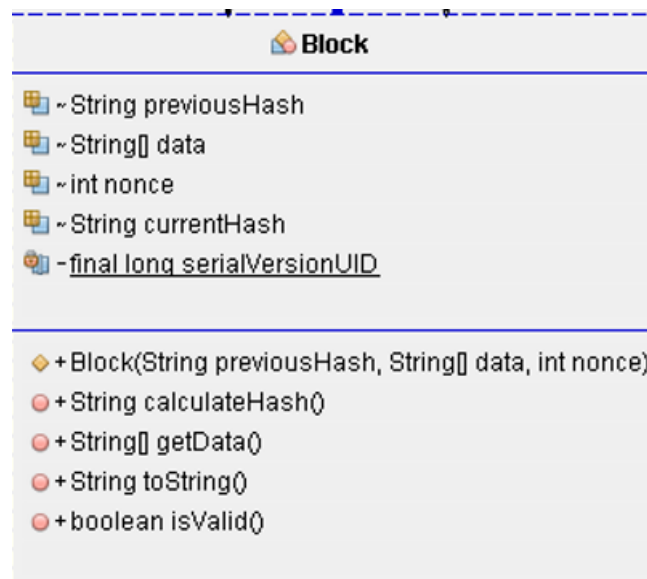 Block
~String previousHash
~String[] data
~int nonce
~String currentHash
-final long serialVersionUID
+Block(String previousHash, String[] data, int nonce)
+String calculateHash()
+String[] getData()
+String toString()
+boolean isValid()